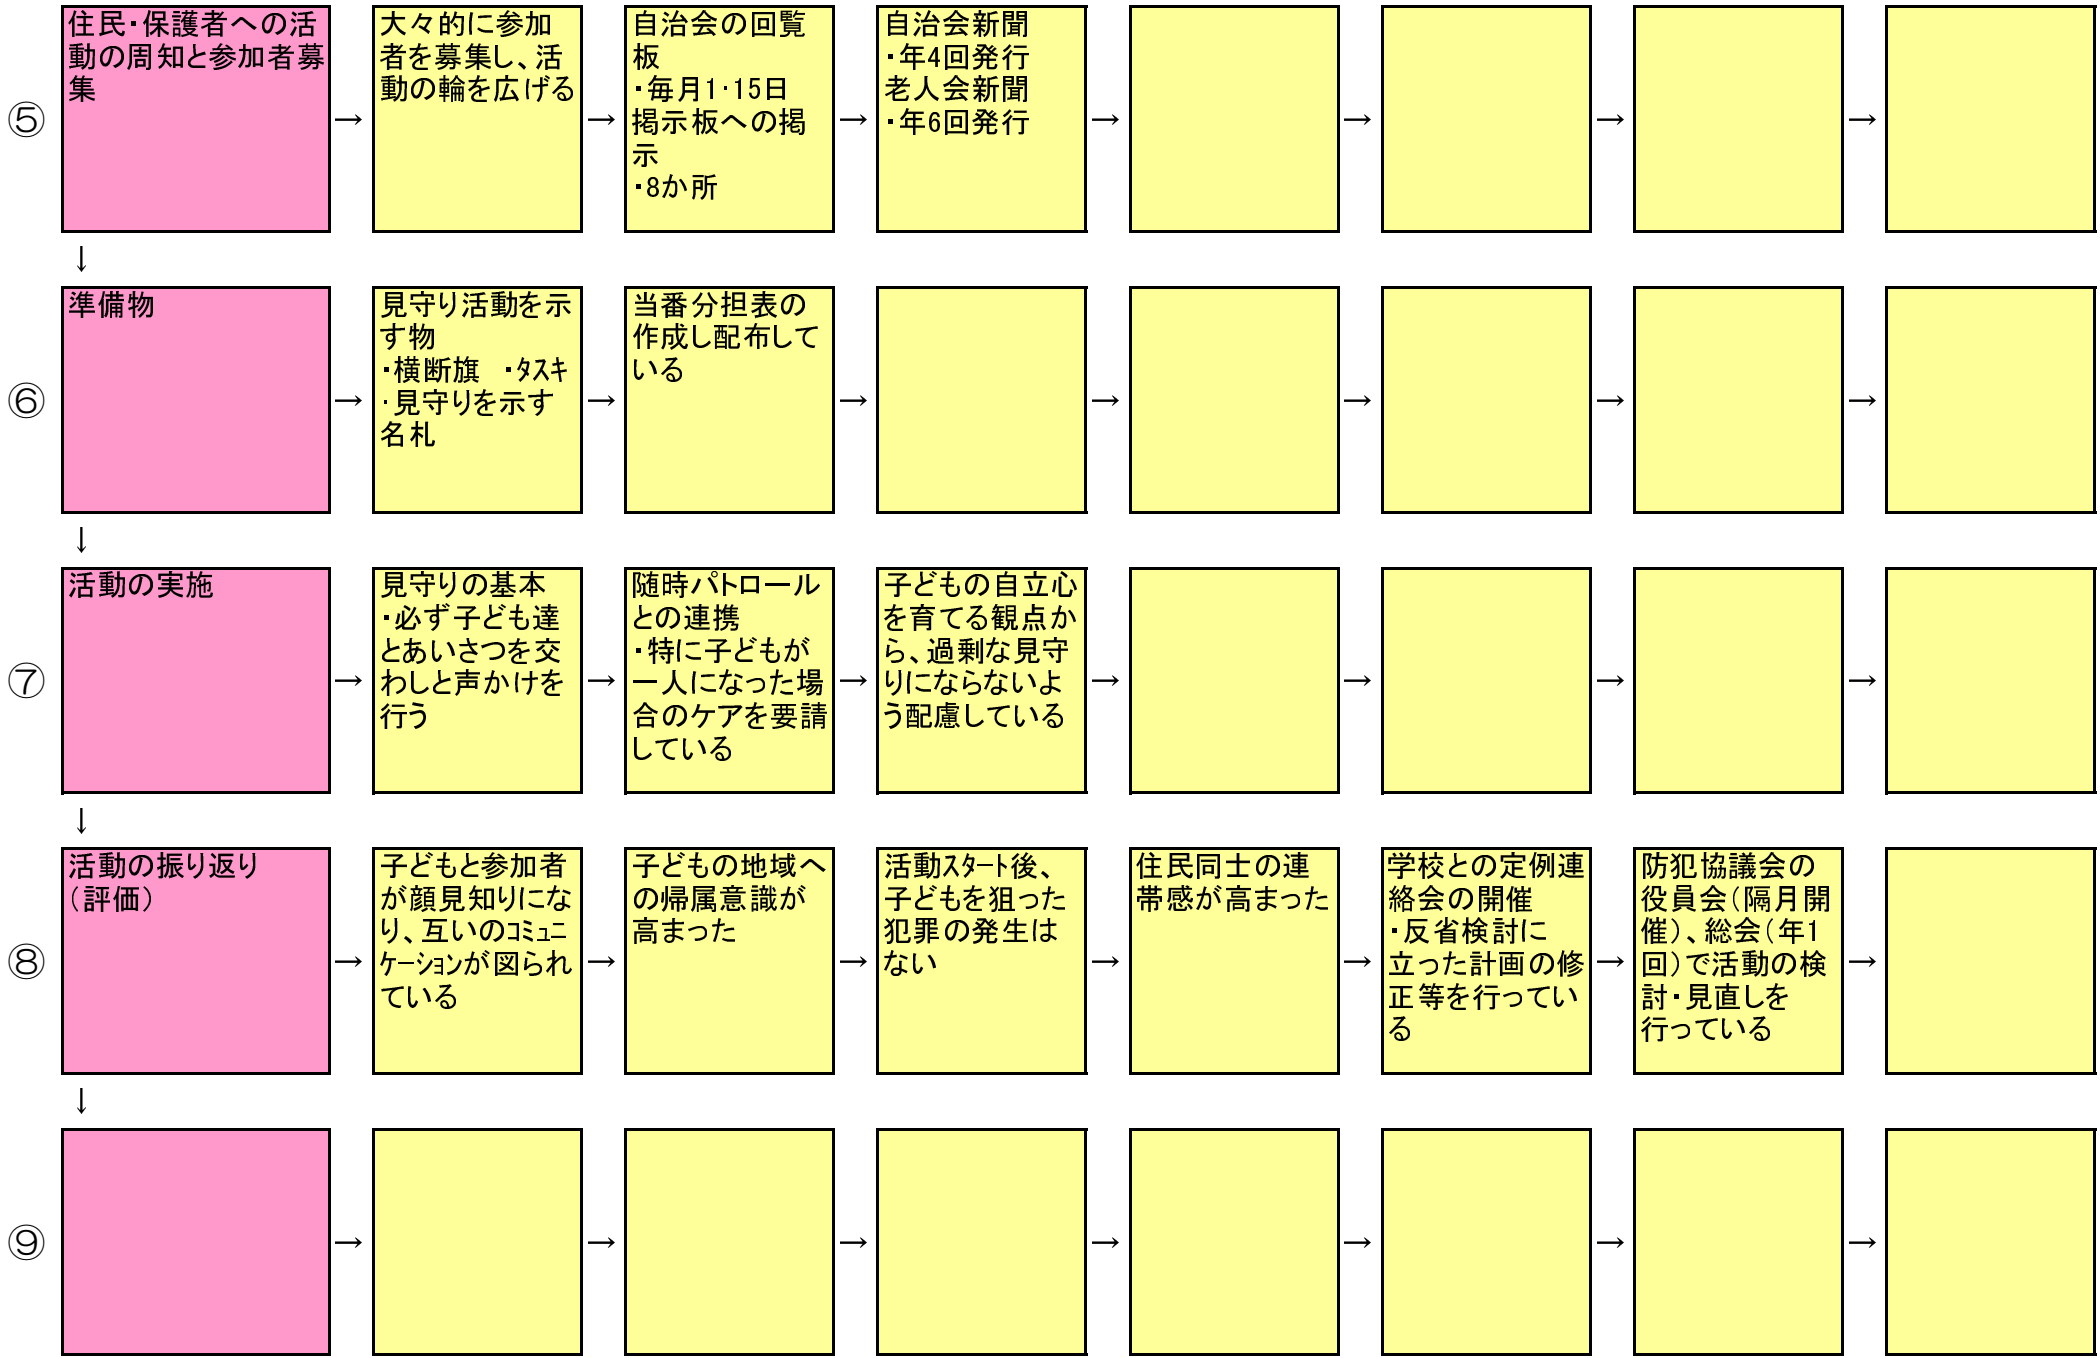 ⑤
住民・保護者への活
動の周知と参加者募
集
→
大々的に参加
者を募集し、活
動の輪を広げる
→
自治会の回覧
板
・毎月1・15日
掲示板への掲
示
・8か所
→
自治会新聞
・年4回発行
老人会新聞
・年6回発行
→
→
→
→
↓
⑥
準備物
→
見守り活動を示
す物
・横断旗　・ﾀｽｷ
・見守りを示す
名札
→
当番分担表の
作成し配布して
いる
→
→
→
→
→
↓
⑦
活動の実施
→
見守りの基本
・必ず子ども達
とあいさつを交
わしと声かけを
行う
→
随時パトロール
との連携
・特に子どもが
一人になった場
合のケアを要請
している
→
子どもの自立心
を育てる観点か
ら、過剰な見守
りにならないよ
う配慮している
→
→
→
→
↓
⑧
活動の振り返り
（評価）
→
子どもと参加者
が顔見知りにな
り、互いのｺﾐｭﾆ
ｹｰｼｮﾝが図られ
ている
→
子どもの地域へ
の帰属意識が
高まった
→
活動ｽﾀｰﾄ後、
子どもを狙った
犯罪の発生は
ない
→
住民同士の連
帯感が高まった
→
学校との定例連
絡会の開催
・反省検討に
立った計画の修
正等を行ってい
る
→
防犯協議会の
役員会（隔月開
催）、総会（年1
回）で活動の検
討・見直しを
行っている
→
↓
⑨
→
→
→
→
→
→
→